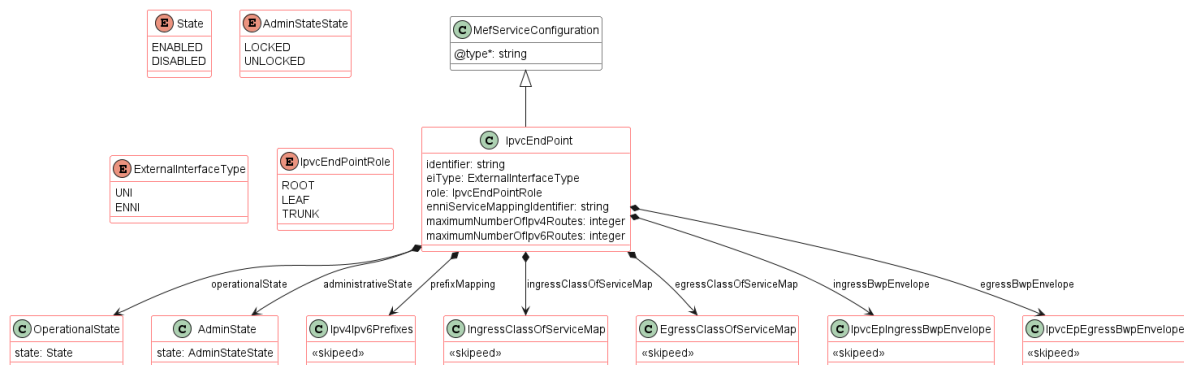 E State
ENABLED
DISABLED
E AdminStateState
LOCKED
UNLOCKED
C MefServiceConfiguration
@type*: string
E ExternalInterfaceType
UNI
ENNI
E IpvcEndPointRole
ROOT
LEAF
TRUNK
C IpvcEndPoint
identifier: string
eiType: ExternalInterfaceType
role: IpvcEndPointRole
enniServiceMappingIdentifier: string
maximumNumberOfIpv4Routes: integer
maximumNumberOfIpv6Routes: integer
operationalState
administrativeState
prefixMapping
ingressClassOfServiceMap
egressClassOfServiceMap
ingressBwpEnvelope
egressBwpEnvelope
C OperationalState
state: State
C AdminState
state: AdminStateState
C Ipv4Ipv6Prefixes
«skipeed»
C IngressClassOfServiceMap
«skipeed»
C EgressClassOfServiceMap
«skipeed»
C IpvcEpIngressBwpEnvelope
«skipeed»
C IpvcEpEgressBwpEnvelope
«skipeed»